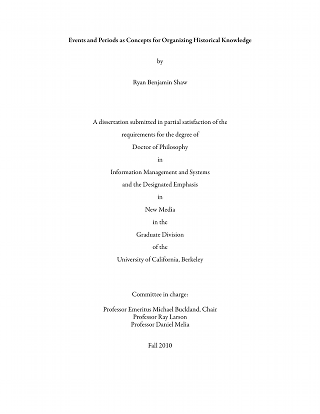 Events and Periods as Concepts for Organizing Historical Knowledge
by
Ryan Benjamin Shaw
A dissertation submitted in partial satisfaction of the
requirements for the degree of
Doctor of Philosophy
in
Information Management and Systems
and the Designated Emphasis
in
New Media
in the
Graduate Division
of the
University of California, Berkeley
Committee in charge:
Professor Emeritus Michael Buckland, Chair
Professor Ray Larson
Professor Daniel Melia
Fall 2010